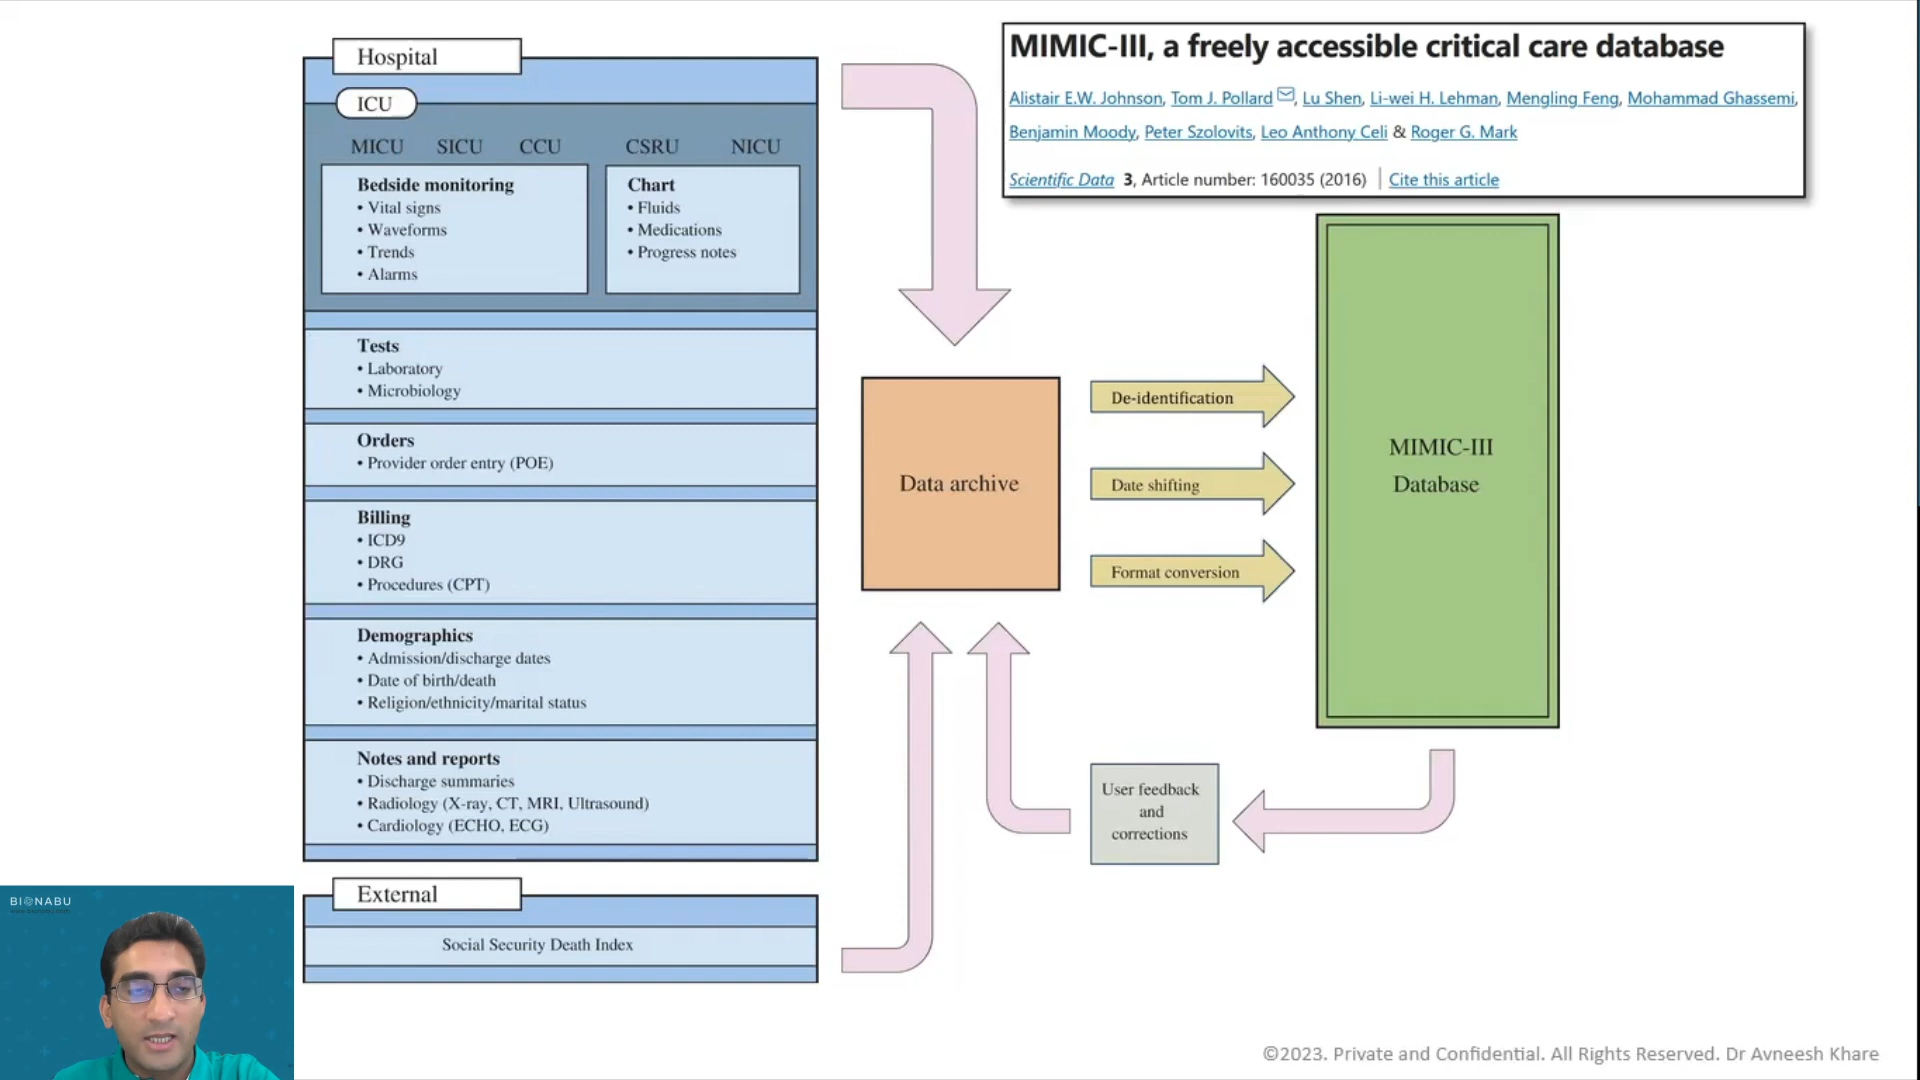 Hospital
ICU
MICU SICU CCU CSRU NICU
Bedside monitoring
• Vital signs
• Waveforms
• Trends
• Alarms
Chart
• Fluids
• Medications
• Progress notes
Tests
• Laboratory
• Microbiology
Orders
• Provider order entry (POE)
Billing
• ICD9
• DRG
• Procedures (CPT)
Demographics
• Admission/discharge dates
• Date of birth/death
• Religion/ethnicity/marital status
Notes and reports
• Discharge summaries
• Radiology (X-ray, CT, MRI, Ultrasound)
• Cardiology (ECHO, ECG)
External
Social Security Death Index
MIMIC-III, a freely accessible critical care database
Alistair E.W. Johnson, Tom J. Pollard, Lu Shen, Li-wei H. Lehman, Mengling Feng, Mohammad Ghassemi,
Benjamin Moody, Peter Szolovits, Leo Anthony Celi & Roger G. Mark
Scientific Data 3, Article number: 160035 (2016) | Cite this article
Data archive
De-identification
Date shifting
Format conversion
MIMIC-III
Database
User feedback
and
corrections
BIONABU
©2023. Private and Confidential. All Rights Reserved. Dr Avneesh Khare